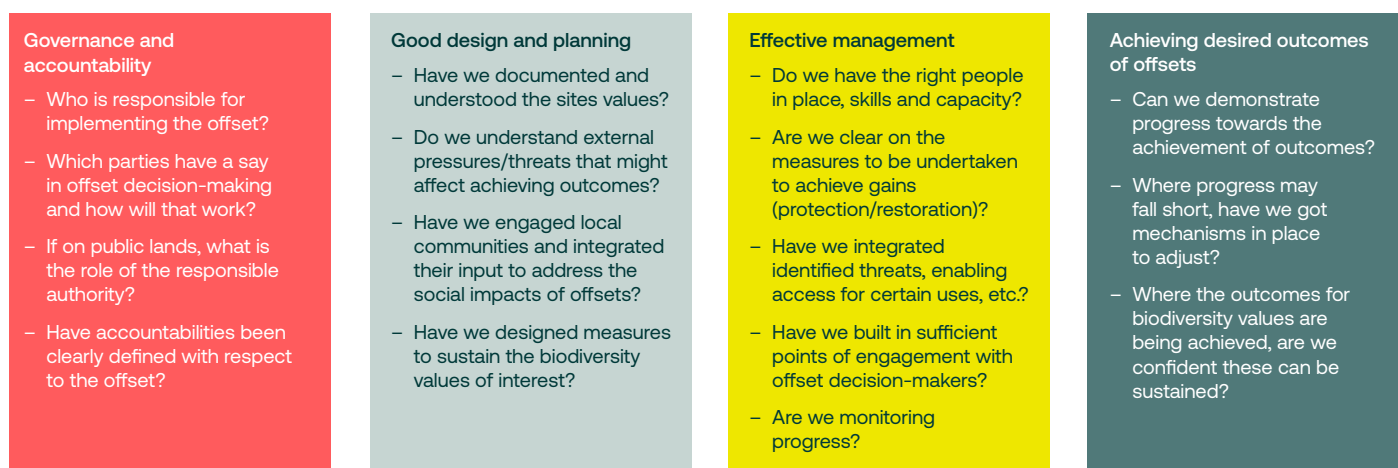 Governance and
accountability
– Who is responsible for
implementing the offset?
– Which parties have a say
in offset decision-making
and how will that work?
– If on public lands, what is
the role of the responsible
authority?
– Have accountabilities been
clearly defined with respect
to the offset?
Good design and planning
– Have we documented and
understood the sites values?
– Do we understand external
pressures/threats that might
affect achieving outcomes?
– Have we engaged local
communities and integrated
their input to address the
social impacts of offsets?
– Have we designed measures
to sustain the biodiversity
values of interest?
Effective management
– Do we have the right people
in place, skills and capacity?
– Are we clear on the
measures to be undertaken
to achieve gains
(protection/restoration)?
– Have we integrated
identified threats, enabling
access for certain uses, etc.?
– Have we built in sufficient
points of engagement with
offset decision-makers?
– Are we monitoring
progress?
Achieving desired outcomes
of offsets
– Can we demonstrate
progress towards the
achievement of outcomes?
– Where progress may
fall short, have we got
mechanisms in place
to adjust?
– Where the outcomes for
biodiversity values are
being achieved, are we
confident these can be
sustained?